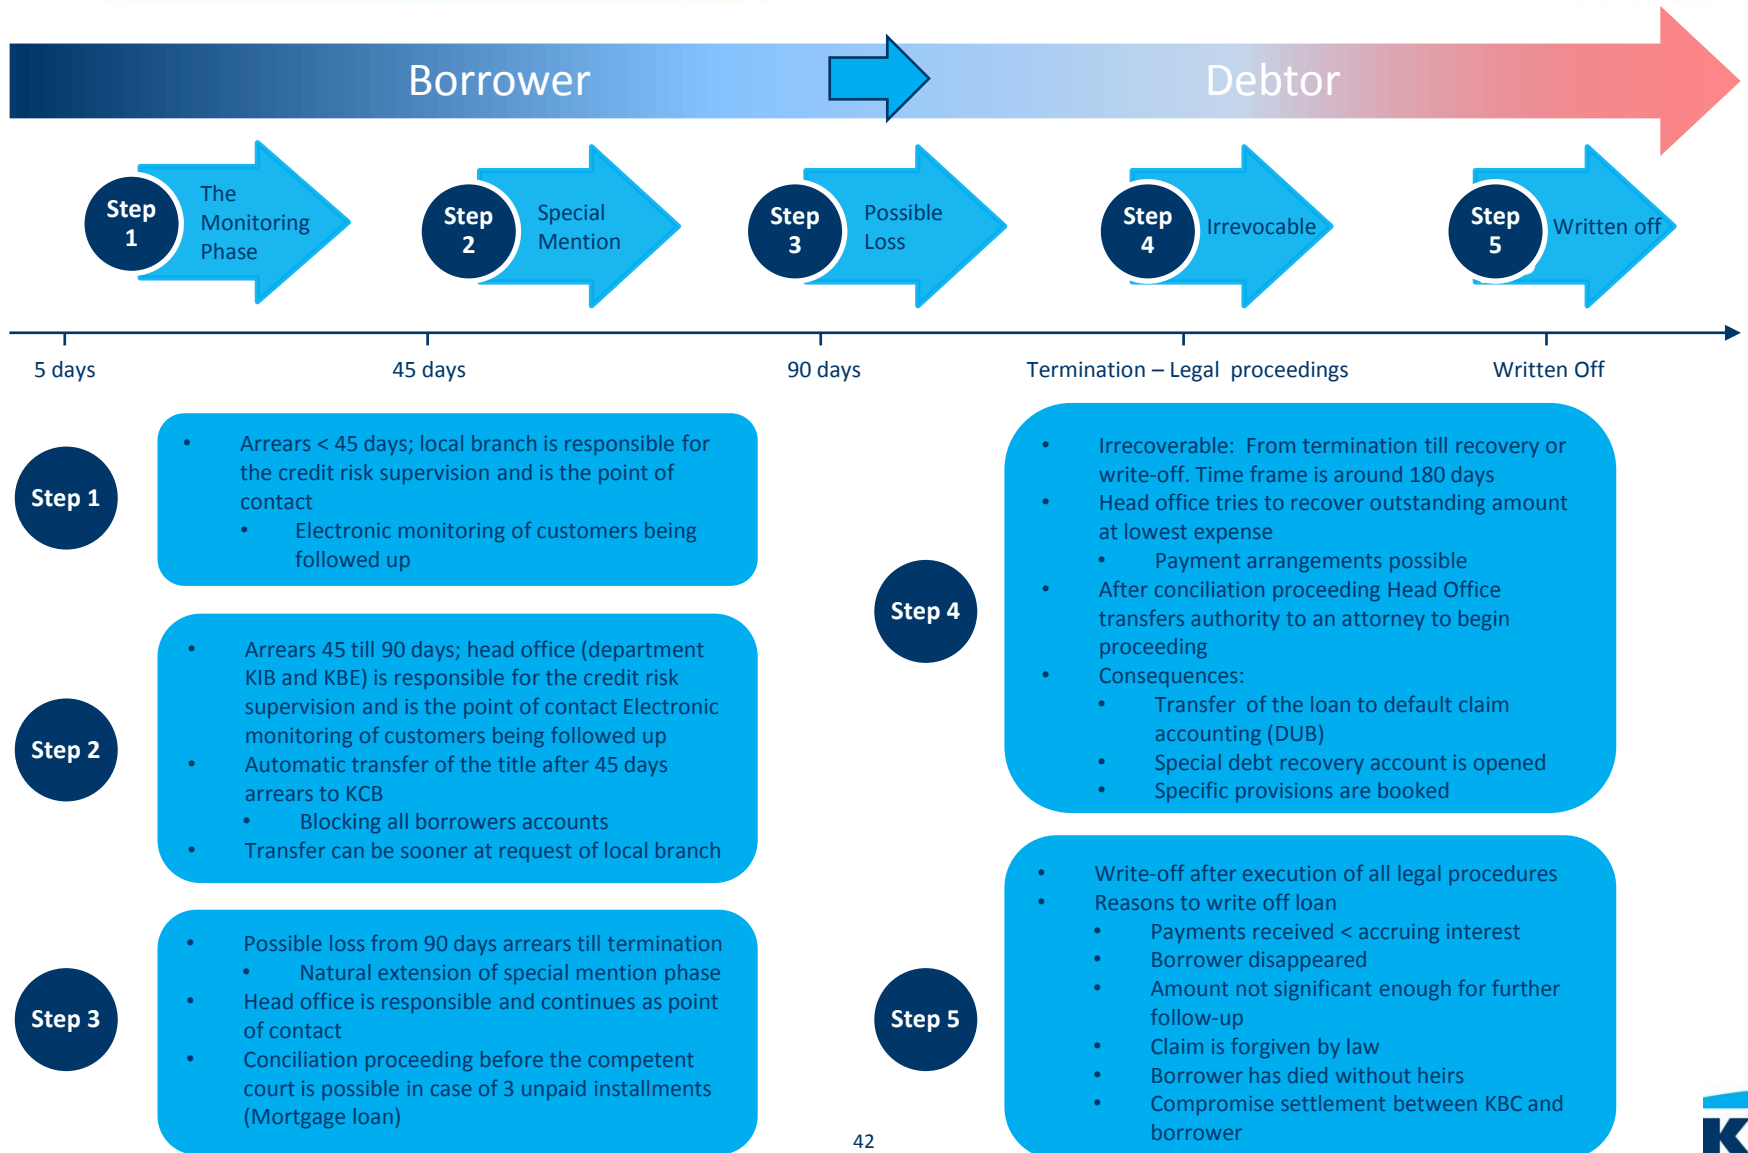 Borrower
Debtor
Step
1
The
Monitoring
Phase
Step
2
Special
Mention
Step
3
Possible
Loss
Step
4
Irrevocable
Step
5
Written off
5 days
45 days
90 days
Termination – Legal proceedings
Written Off
Step 1
• Arrears < 45 days; local branch is responsible for
the credit risk supervision and is the point of
contact
• Electronic monitoring of customers being
followed up
Step 2
• Arrears 45 till 90 days; head office (department
KIB and KBE) is responsible for the credit risk
supervision and is the point of contact Electronic
monitoring of customers being followed up
• Automatic transfer of the title after 45 days
arrears to KCB
• Blocking all borrowers accounts
• Transfer can be sooner at request of local branch
Step 3
• Possible loss from 90 days arrears till termination
• Natural extension of special mention phase
• Head office is responsible and continues as point
of contact
• Conciliation proceeding before the competent
court is possible in case of 3 unpaid installments
(Mortgage loan)
Step 4
• Irrecoverable: From termination till recovery or
write-off. Time frame is around 180 days
• Head office tries to recover outstanding amount
at lowest expense
• Payment arrangements possible
• After conciliation proceeding Head Office
transfers authority to an attorney to begin
proceeding
• Consequences:
• Transfer of the loan to default claim
accounting (DUB)
• Special debt recovery account is opened
• Specific provisions are booked
Step 5
• Write-off after execution of all legal procedures
• Reasons to write off loan
• Payments received < accruing interest
• Borrower disappeared
• Amount not significant enough for further
follow-up
• Claim is forgiven by law
• Borrower has died without heirs
• Compromise settlement between KBC and
borrower
42
K